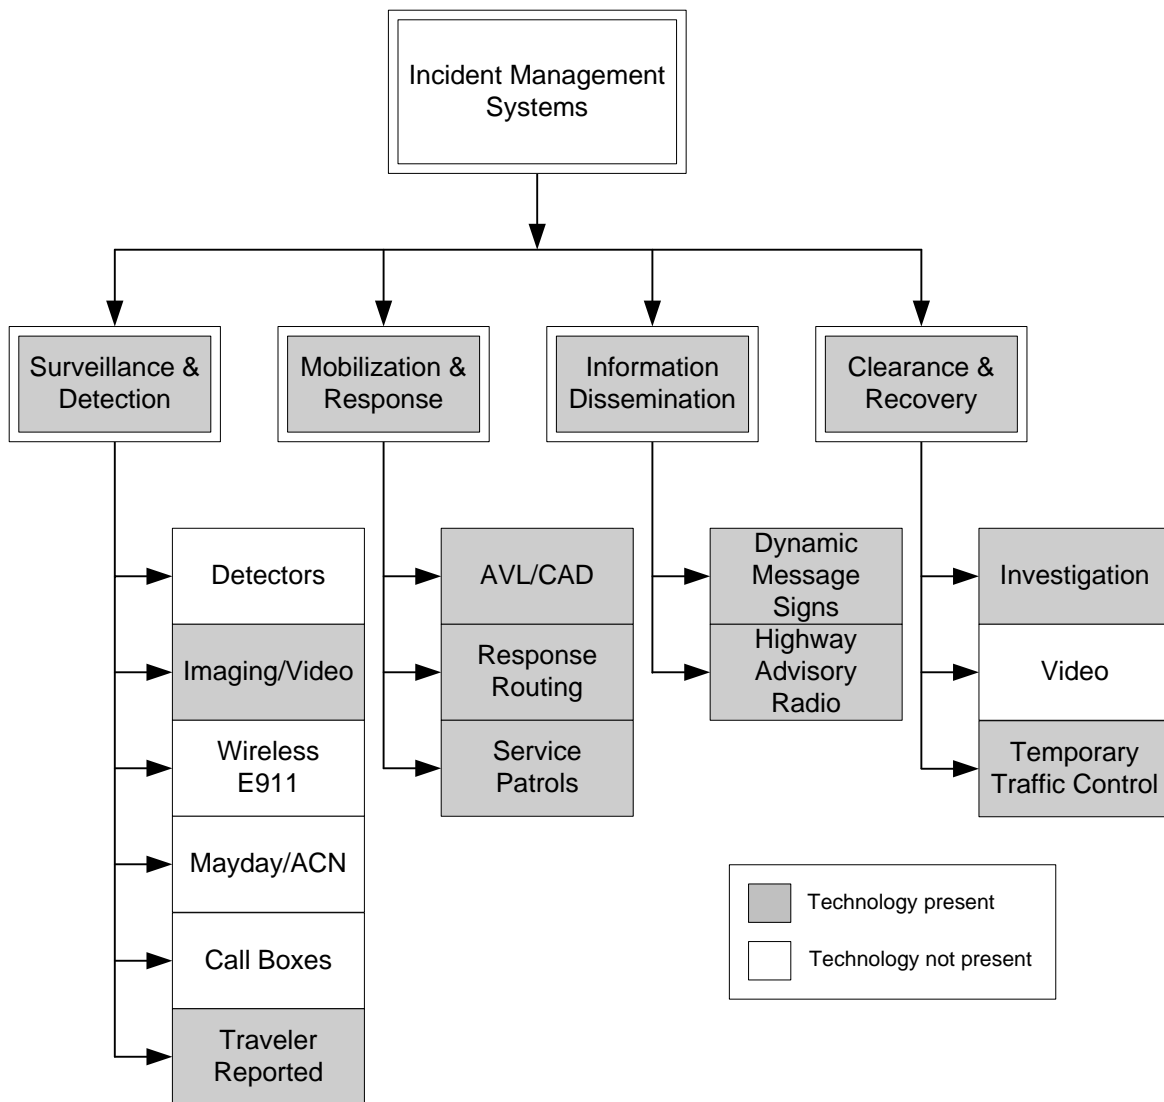 Incident Management
Systems
Surveillance &
Detection
Mobilization &
Response
Information
Dissemination
Clearance &
Recovery
Detectors
Imaging/Video
Wireless
E911
Mayday/ACN
Call Boxes
Traveler
Reported
AVL/CAD
Response
Routing
Service
Patrols
Dynamic
Message
Signs
Highway
Advisory
Radio
Investigation
Video
Temporary
Traffic Control
Technology present
Technology not present